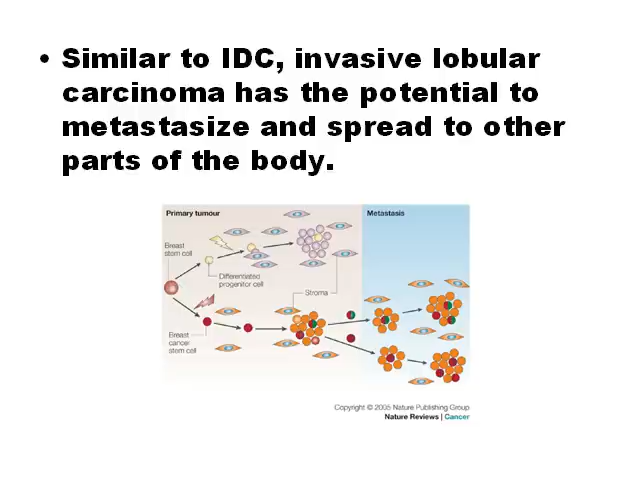 • Similar to IDC, invasive lobular
carcinoma has the potential to
metastasize and spread to other
parts of the body.
Primary tumour
Metastasis
Breast
stem cell
Differentiated
progenitor cell
Stroma
Breast
cancer
stem cell
Copyright © 2005 Nature Publishing Group
Nature Reviews | Cancer